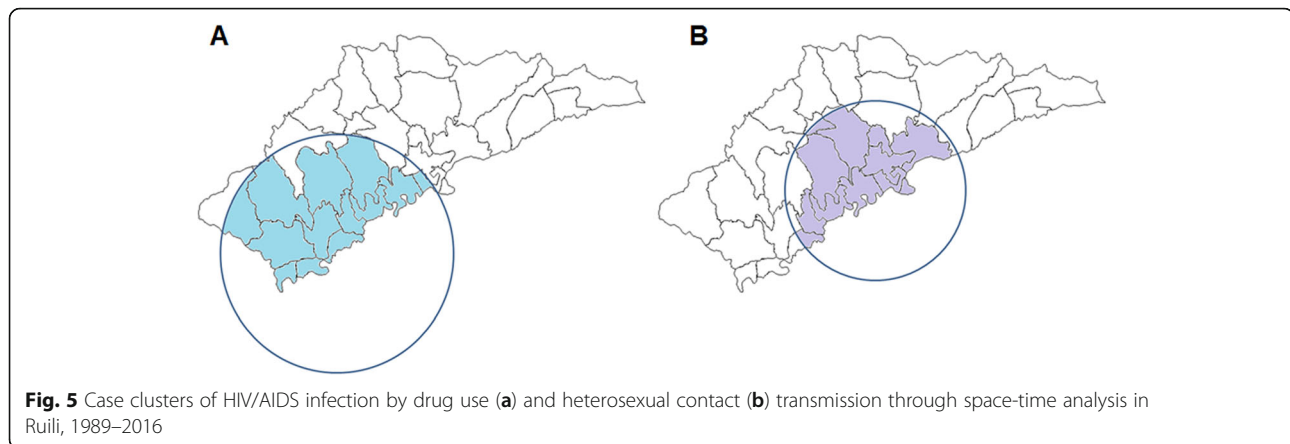 A
B
Fig. 5 Case clusters of HIV/AIDS infection by drug use (a) and heterosexual contact (b) transmission through space-time analysis in
Ruili, 1989–2016